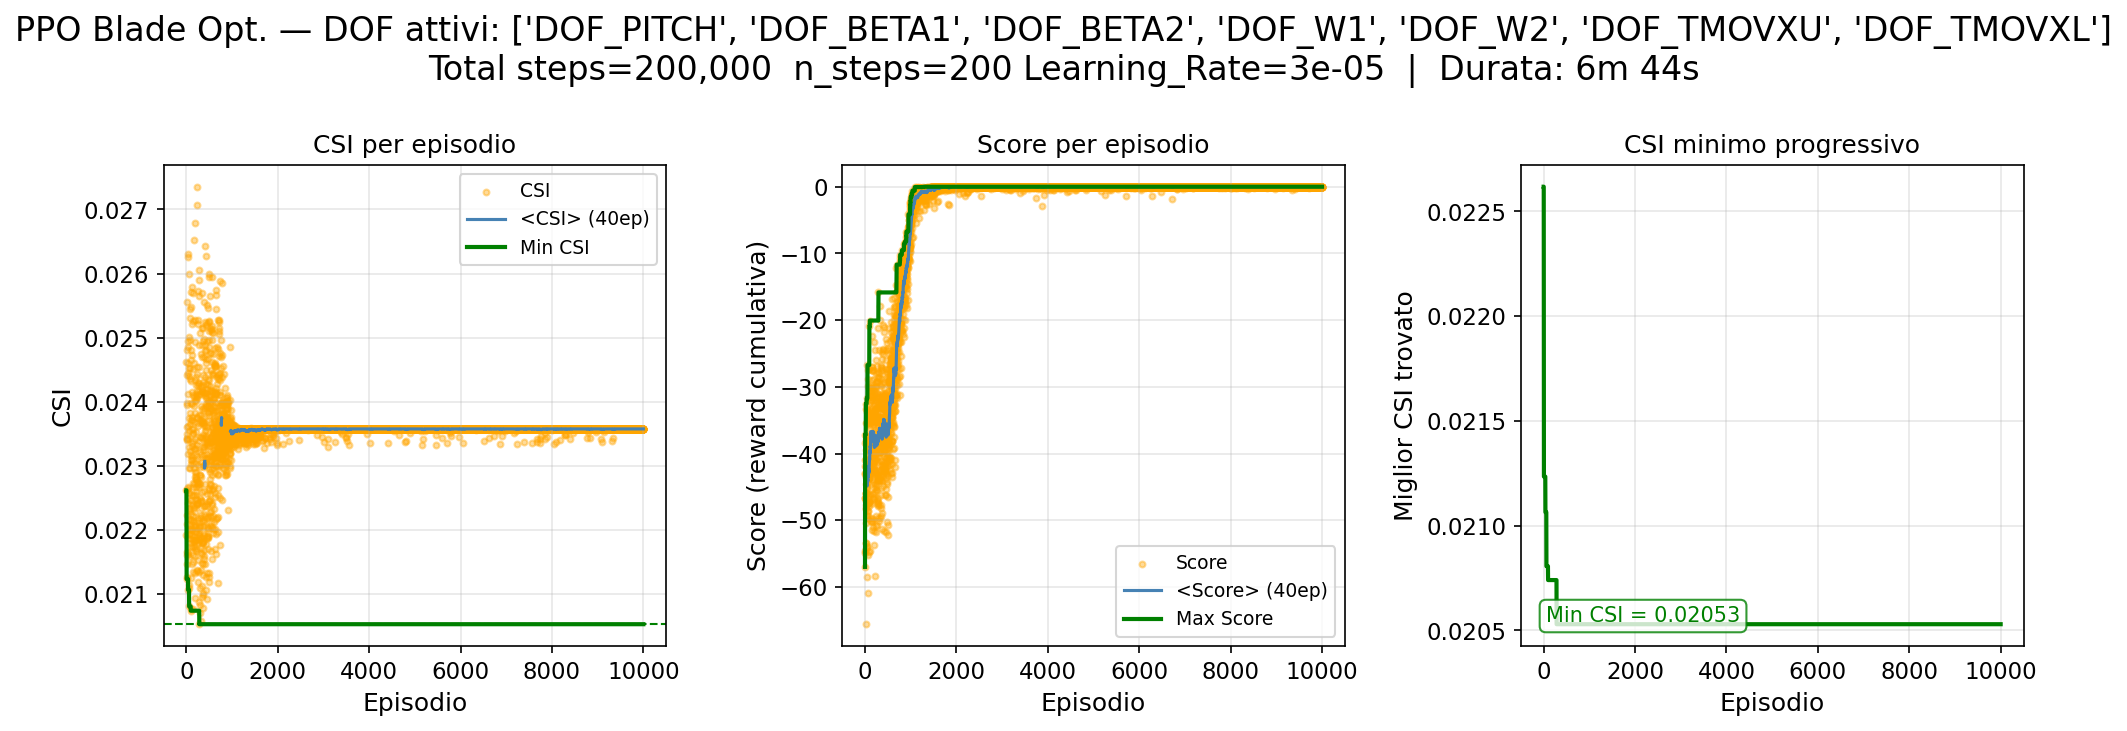 PPO Blade Opt. — DOF attivi: ['DOF_PITCH', 'DOF_BETA1', 'DOF_BETA2', 'DOF_W1', 'DOF_W2', 'DOF_TMOVXU', 'DOF_TMOVXL']
Total steps=200,000  n_steps=200 Learning_Rate=3e-05  |  Durata: 6m 44s
CSI per episodio
CSI
0.027
0.026
0.025
0.024
0.023
0.022
0.021
CSI
<CSI> (40ep)
Min CSI
0 2000 4000 6000 8000 10000
Episodio
Score per episodio
Score (reward cumulativa)
0
−10
−20
−30
−40
−50
−60
Score
<Score> (40ep)
Max Score
0 2000 4000 6000 8000 10000
Episodio
CSI minimo progressivo
Miglior CSI trovato
0.0225
0.0220
0.0215
0.0210
0.0205
Min CSI = 0.02053
0 2000 4000 6000 8000 10000
Episodio